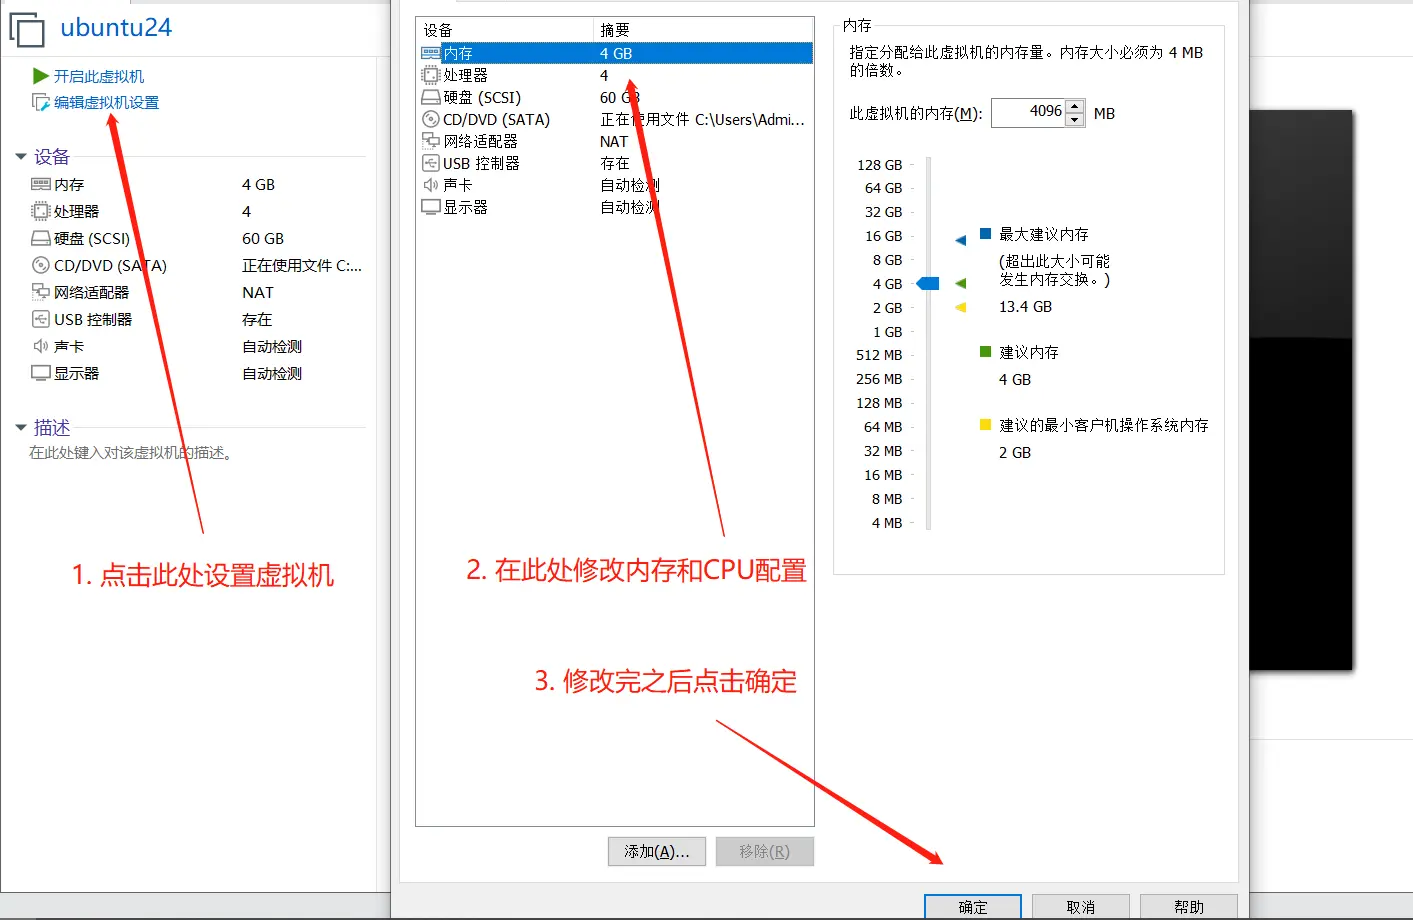 ubuntu24
开启此虚拟机
编辑虚拟机设置
设备
内存 4 GB
处理器 4
硬盘 (SCSI) 60 GB
CD/DVD (SATA) 正在使用文件 C:...
网络适配器 NAT
USB 控制器 存在
声卡 自动检测
显示器 自动检测
描述
在此处键入对该虚拟机的描述。
1. 点击此处设置虚拟机
设备 摘要
内存 4 GB
处理器 4
硬盘 (SCSI) 60 GB
CD/DVD (SATA) 正在使用文件 C:\Users\Admi...
网络适配器 NAT
USB 控制器 存在
声卡 自动检测
显示器 自动检测
2. 在此处修改内存和CPU配置
3. 修改完之后点击确定
添加(A)... 移除(R)
内存
指定分配给此虚拟机的内存量。内存大小必须为 4 MB
的倍数。
此虚拟机的内存(M): 4096 MB
128 GB
64 GB
32 GB
16 GB
8 GB
4 GB
2 GB
1 GB
512 MB
256 MB
128 MB
64 MB
32 MB
16 MB
8 MB
4 MB
最大建议内存
(超出此大小可能
发生内存交换。)
13.4 GB
建议内存
4 GB
建议的最小客户机操作系统内存
2 GB
确定 取消 帮助